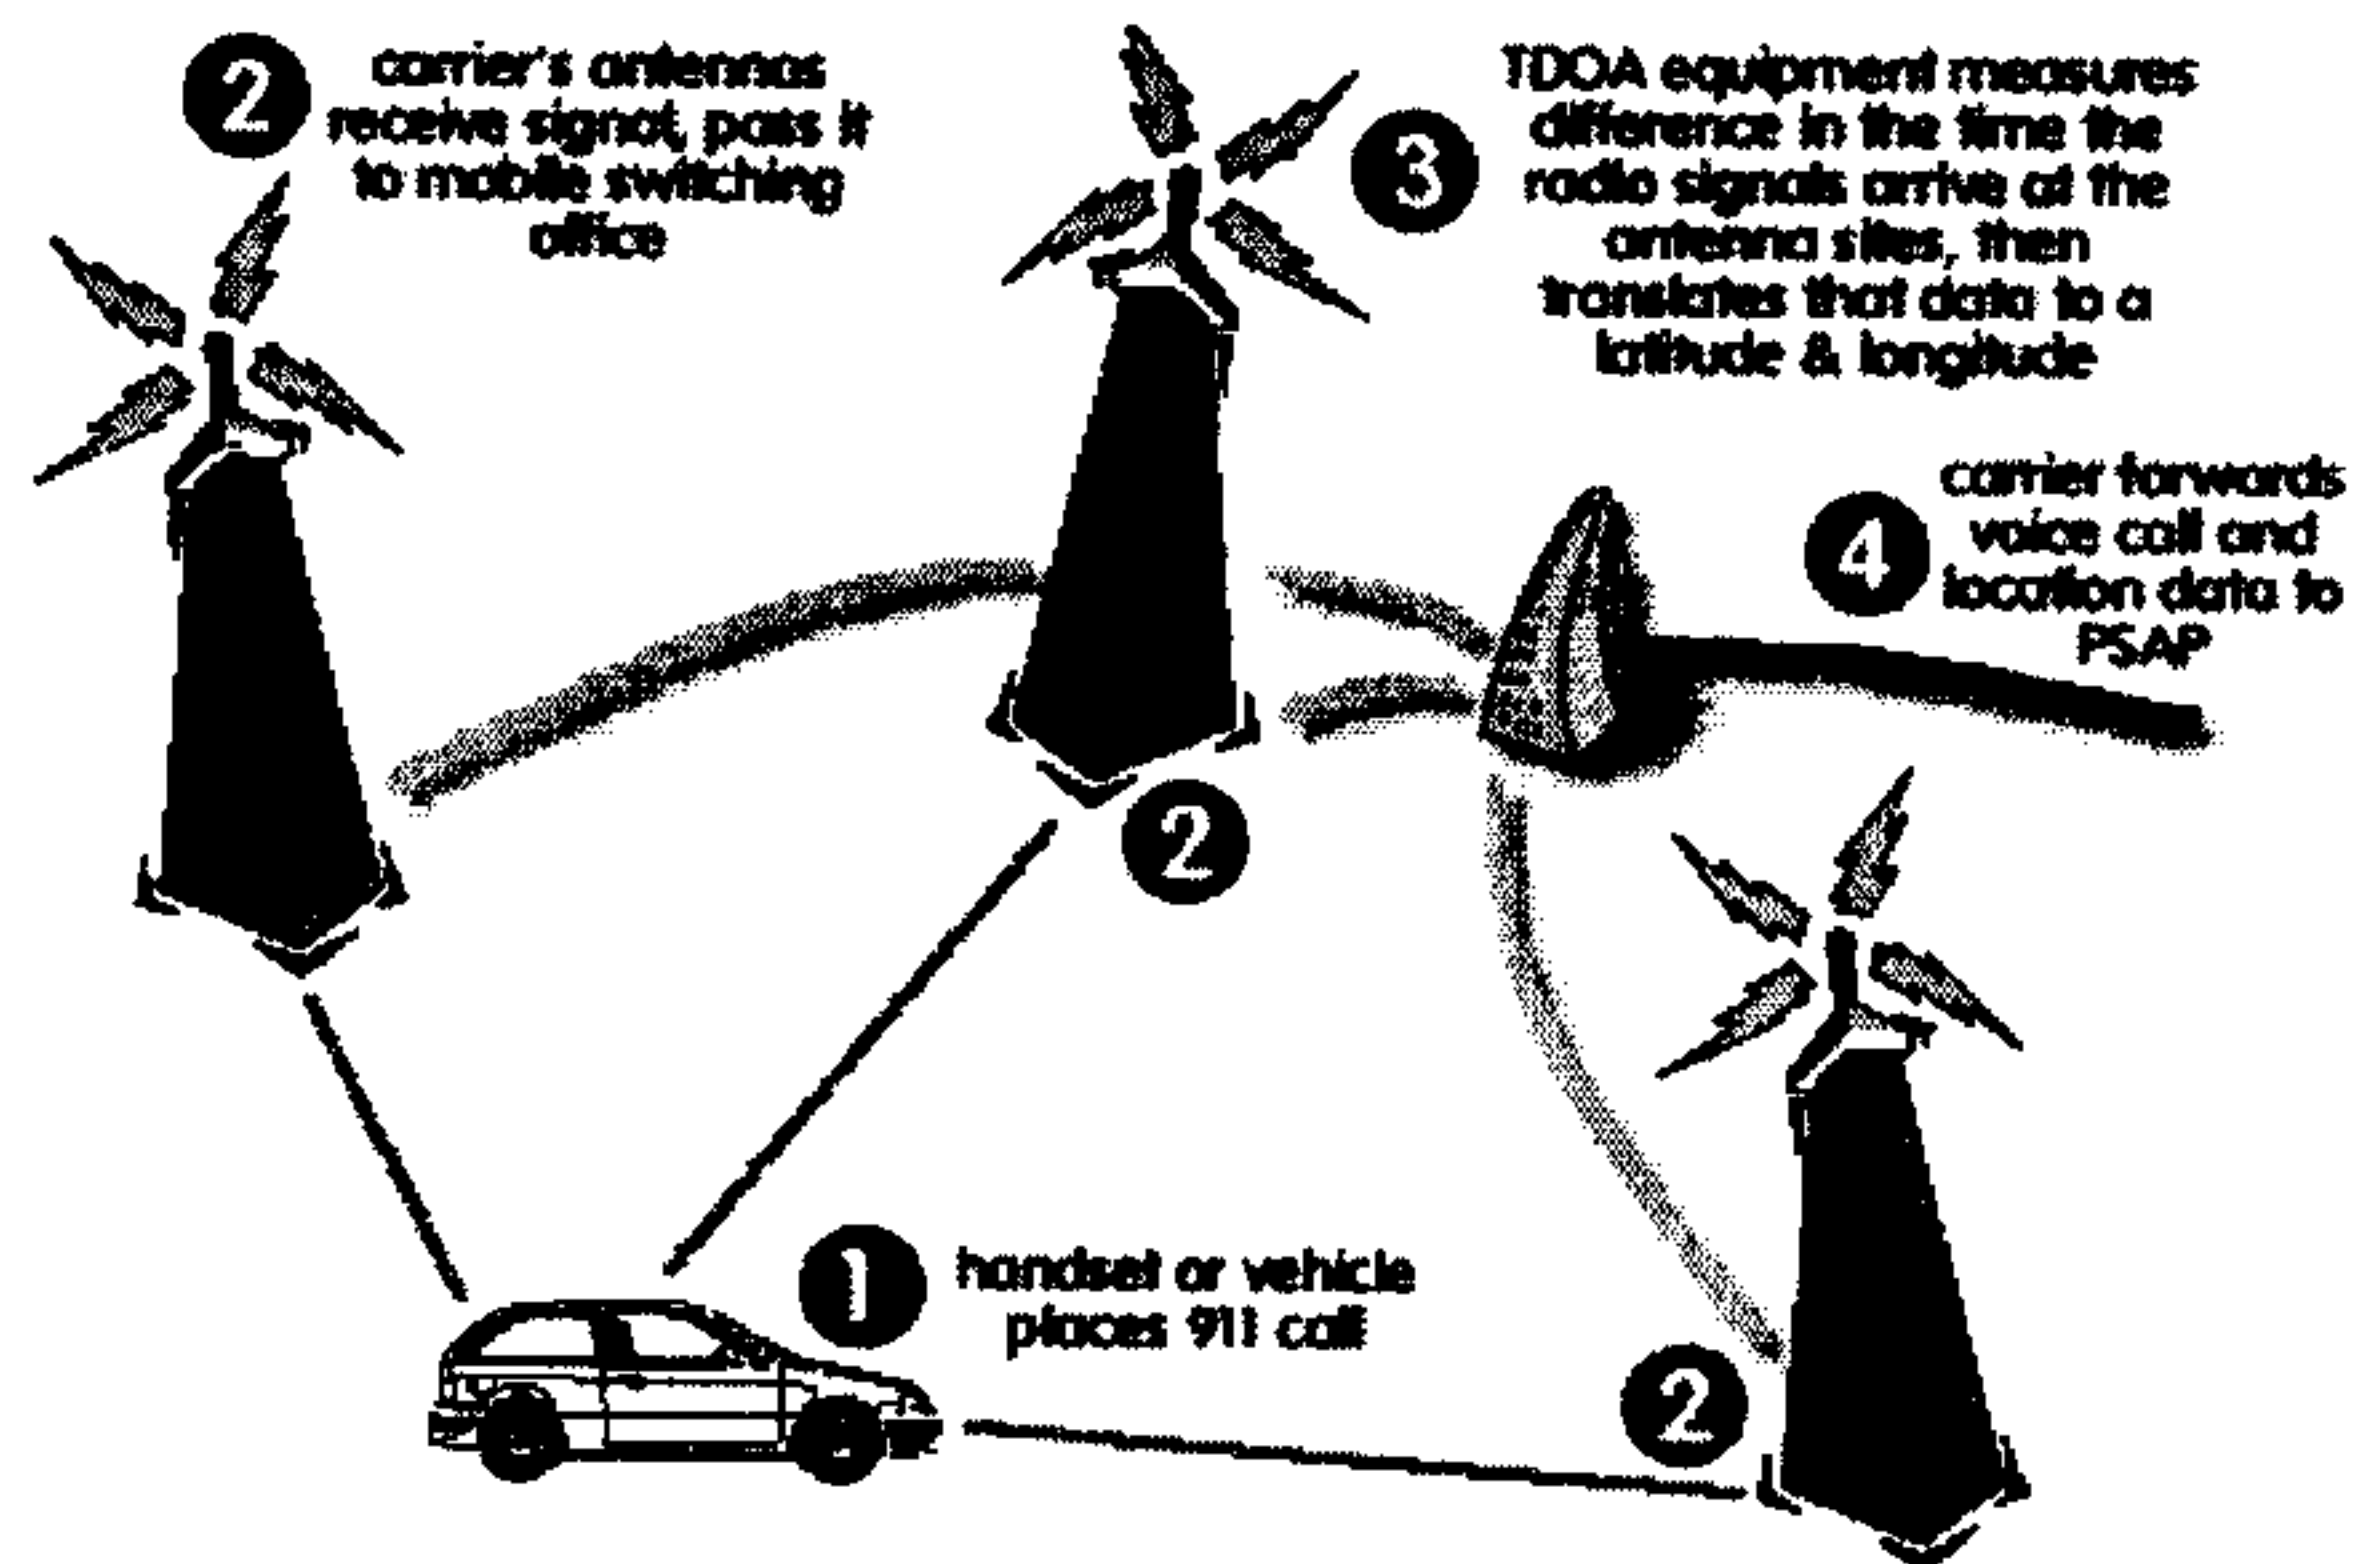 2
carrier's antennas
receive signal, pass it
to mobile switching
office
3
TDOA equipment measures
difference in the time the
radio signals arrive at the
antenna sites, then
translates that data to a
latitude & longitude
4
carrier forwards
voice call and
location data to
PSAP
2
1
handset or vehicle
places 911 call
2